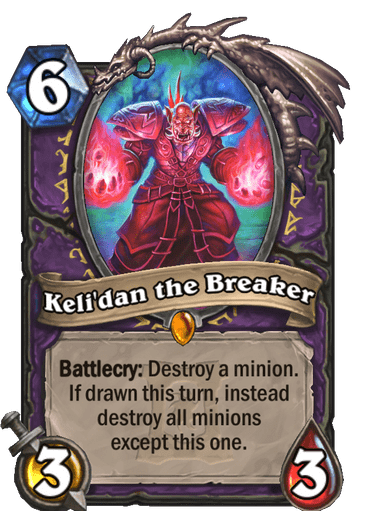 6
Keli'dan the Breaker
Battlecry: Destroy a minion.
If drawn this turn, instead
destroy all minions
except this one.
3
3